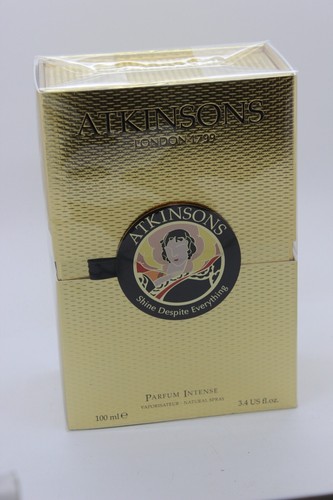 ATKINSONS
LONDON 1799
ATKINSONS
Shine Despite Everything
PARFUM INTENSE
VAPORISATEUR · NATURAL SPRAY
100 ml ℮
3.4 US fl.oz.